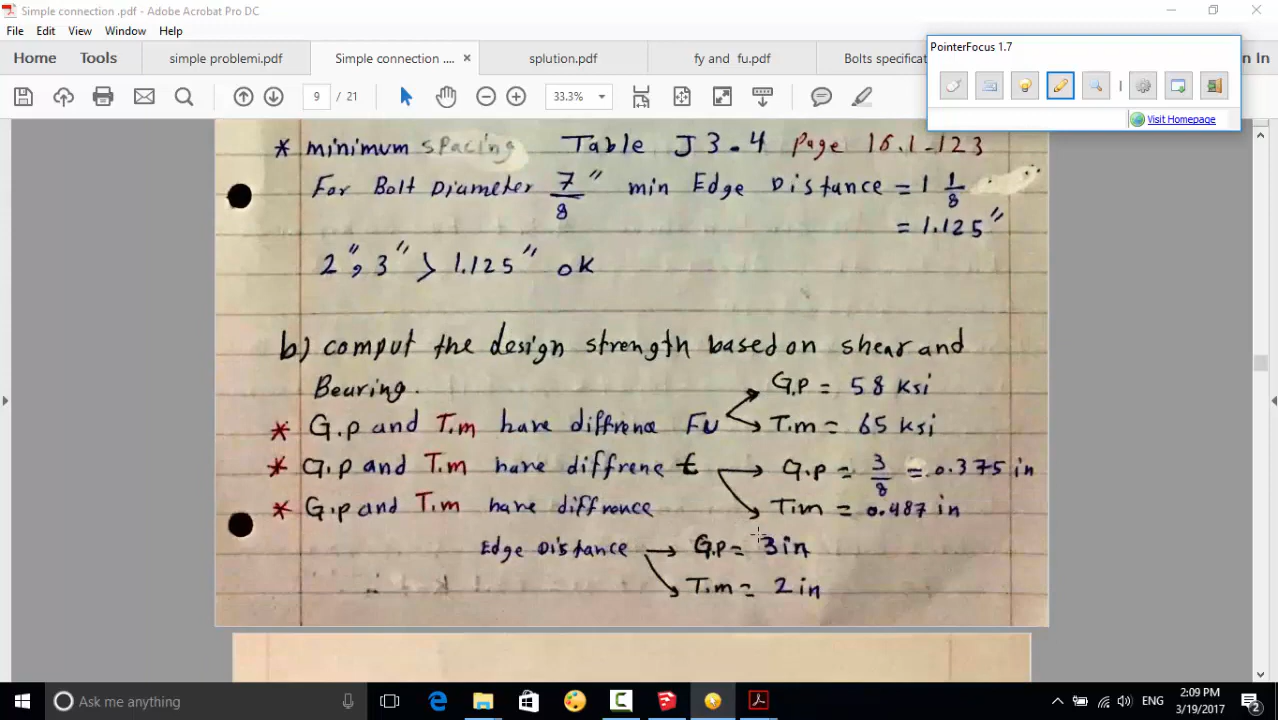 Simple connection .pdf - Adobe Acrobat Pro DC
File Edit View Window Help
PointerFocus 1.7
Home Tools simple problemi.pdf Simple connection .... × splution.pdf fy and fu.pdf Boltsصpecificat n In
9 / 21 33.3%
Visit Homepage
* minimum spacing Table J3.4 Page 16.1-123
For Bolt Diameter 7/8" min Edge Distance = 1 1/8
= 1.125"
2", 3" > 1.125" ok
b) comput the design strength based on shear and
Bearing.
G.P = 58 ksi
* G.p and T.m have diffrena Fu T.m = 65 ksi
* G.p and T.m have diffrene t G.p = 3/8 = 0.375 in
* G.p and T.m have diffrence T.m = 0.487 in
Edge Distance → G.P = 3 in
T.m = 2 in
Ask me anything
ENG
2:09 PM
3/19/2017
2